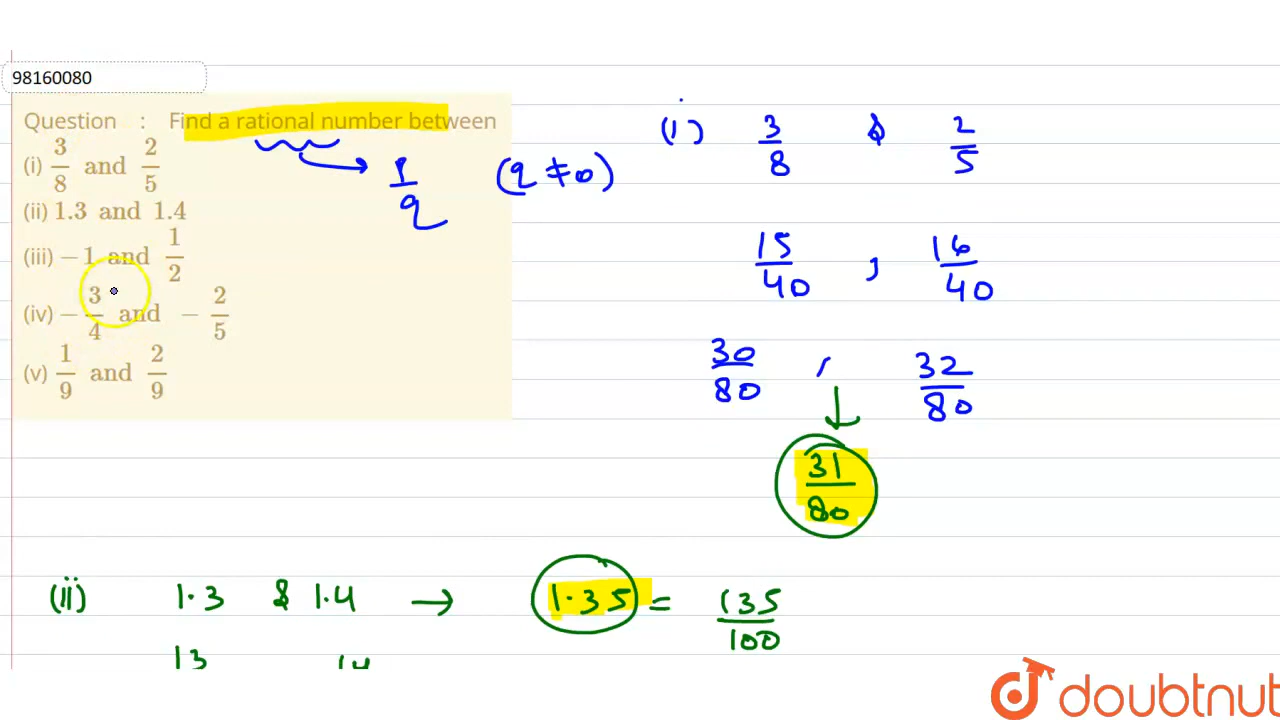 98160080
Question : Find a rational number between
(i) 3/8 and 2/5
(ii) 1.3 and 1.4
(iii) −1 and 1/2
(iv) −3/4 and −2/5
(v) 1/9 and 2/9
p/q (q ≠ 0)
(i) 3/8 & 2/5
15/40 , 16/40
30/80 , 32/80
31/80
(ii) 1.3 & 1.4 → 1.35 = 135/100
13 14
doubtnut